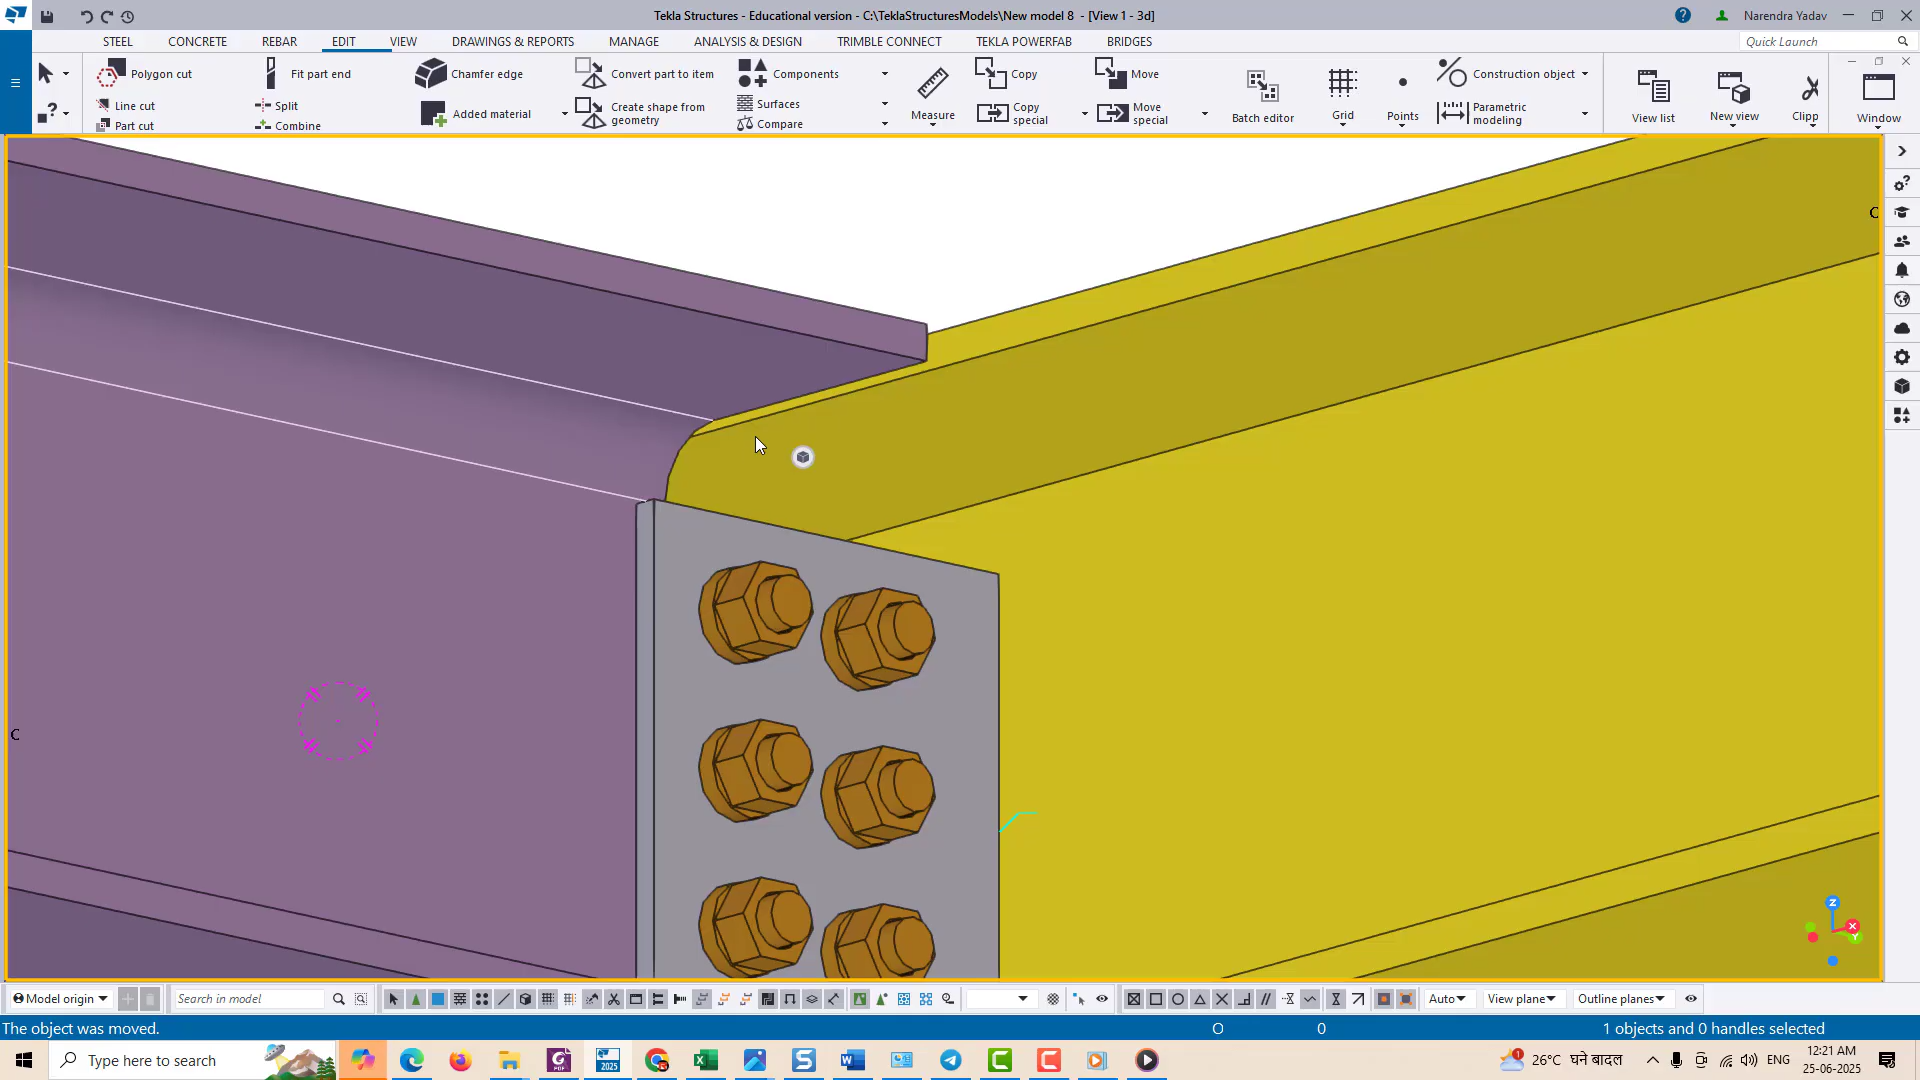 Tekla Structures - Educational version - C:\TeklaStructuresModels\New model 8 - [View 1 - 3d]
Narendra Yadav
STEEL CONCRETE REBAR EDIT VIEW DRAWINGS & REPORTS MANAGE ANALYSIS & DESIGN TRIMBLE CONNECT TEKLA POWERFAB BRIDGES
Quick Launch
Polygon cut
Line cut
Part cut
Fit part end
Split
Combine
Chamfer edge
Added material
Convert part to item
Create shape from
geometry
Components
Surfaces
Compare
Measure
Copy
Copy
special
Move
Move
special
Batch editor
Grid
Points
Construction object
Parametric
modeling
View list
New view
Clipp
Window
C
C
Z
X
Y
Model origin
Search in model
Auto
View plane
Outline planes
The object was moved.
O
0
1 objects and 0 handles selected
Type here to search
2025
1
26°C घने बादल
ENG
12:21 AM
25-06-2025